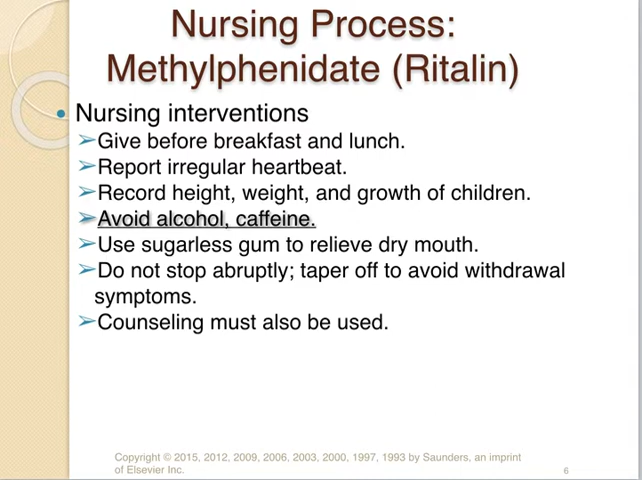 Nursing Process:
Methylphenidate (Ritalin)
• Nursing interventions
➢Give before breakfast and lunch.
➢Report irregular heartbeat.
➢Record height, weight, and growth of children.
➢Avoid alcohol, caffeine.
➢Use sugarless gum to relieve dry mouth.
➢Do not stop abruptly; taper off to avoid withdrawal
symptoms.
➢Counseling must also be used.
Copyright © 2015, 2012, 2009, 2006, 2003, 2000, 1997, 1993 by Saunders, an imprint
of Elsevier Inc.
6